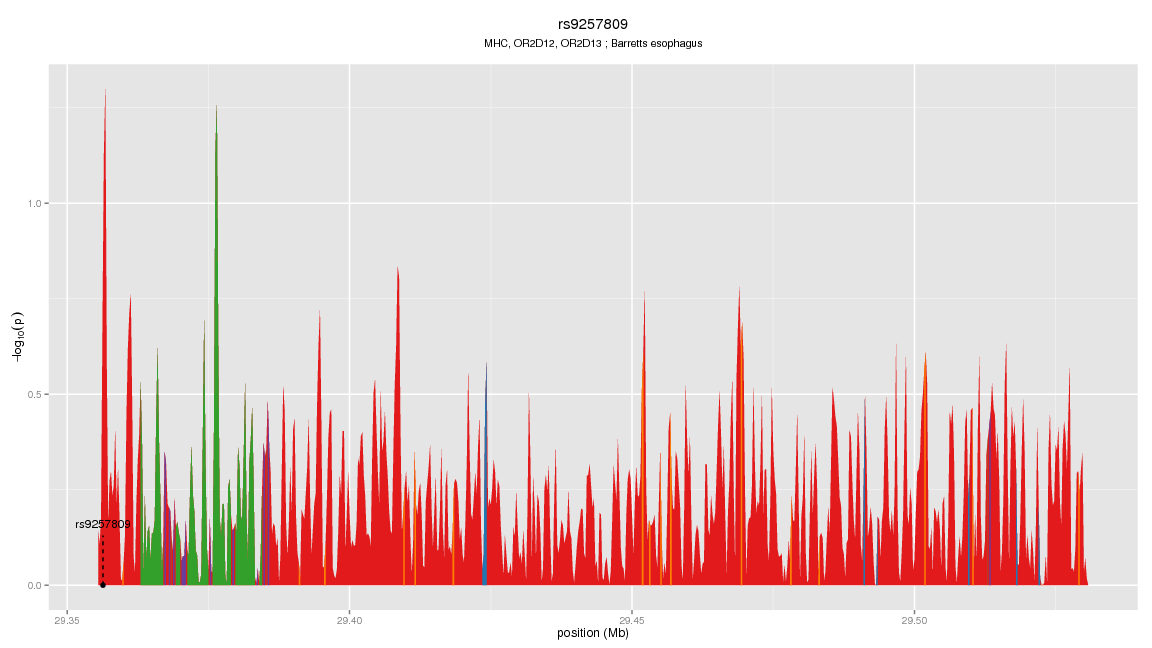 rs9257809
MHC, OR2D12, OR2D13 ; Barretts esophagus
1.0
0.5
0.0
−log10(p)
rs9257809
29.35
29.40
29.45
29.50
position (Mb)